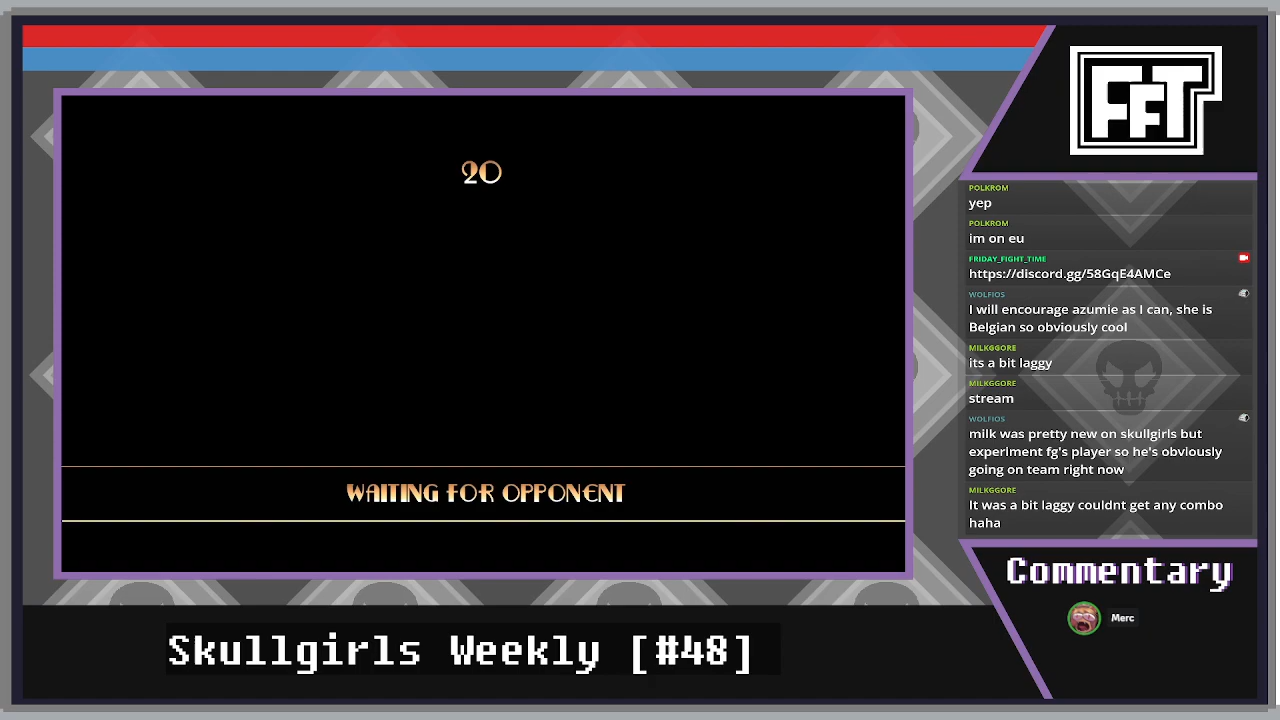 20
WAITING FOR OPPONENT
FFT
POLKROM
yep
POLKROM
im on eu
FRIDAY_FIGHT_TIME
https://discord.gg/58GqE4AMCe
WOLFIOS
I will encourage azumie as I can, she is
Belgian so obviously cool
MILKGGORE
its a bit laggy
MILKGGORE
stream
WOLFIOS
milk was pretty new on skullgirls but
experiment fg's player so he's obviously
going on team right now
MILKGGORE
It was a bit laggy couldnt get any combo
haha
Commentary
Merc
Skullgirls Weekly [#48]